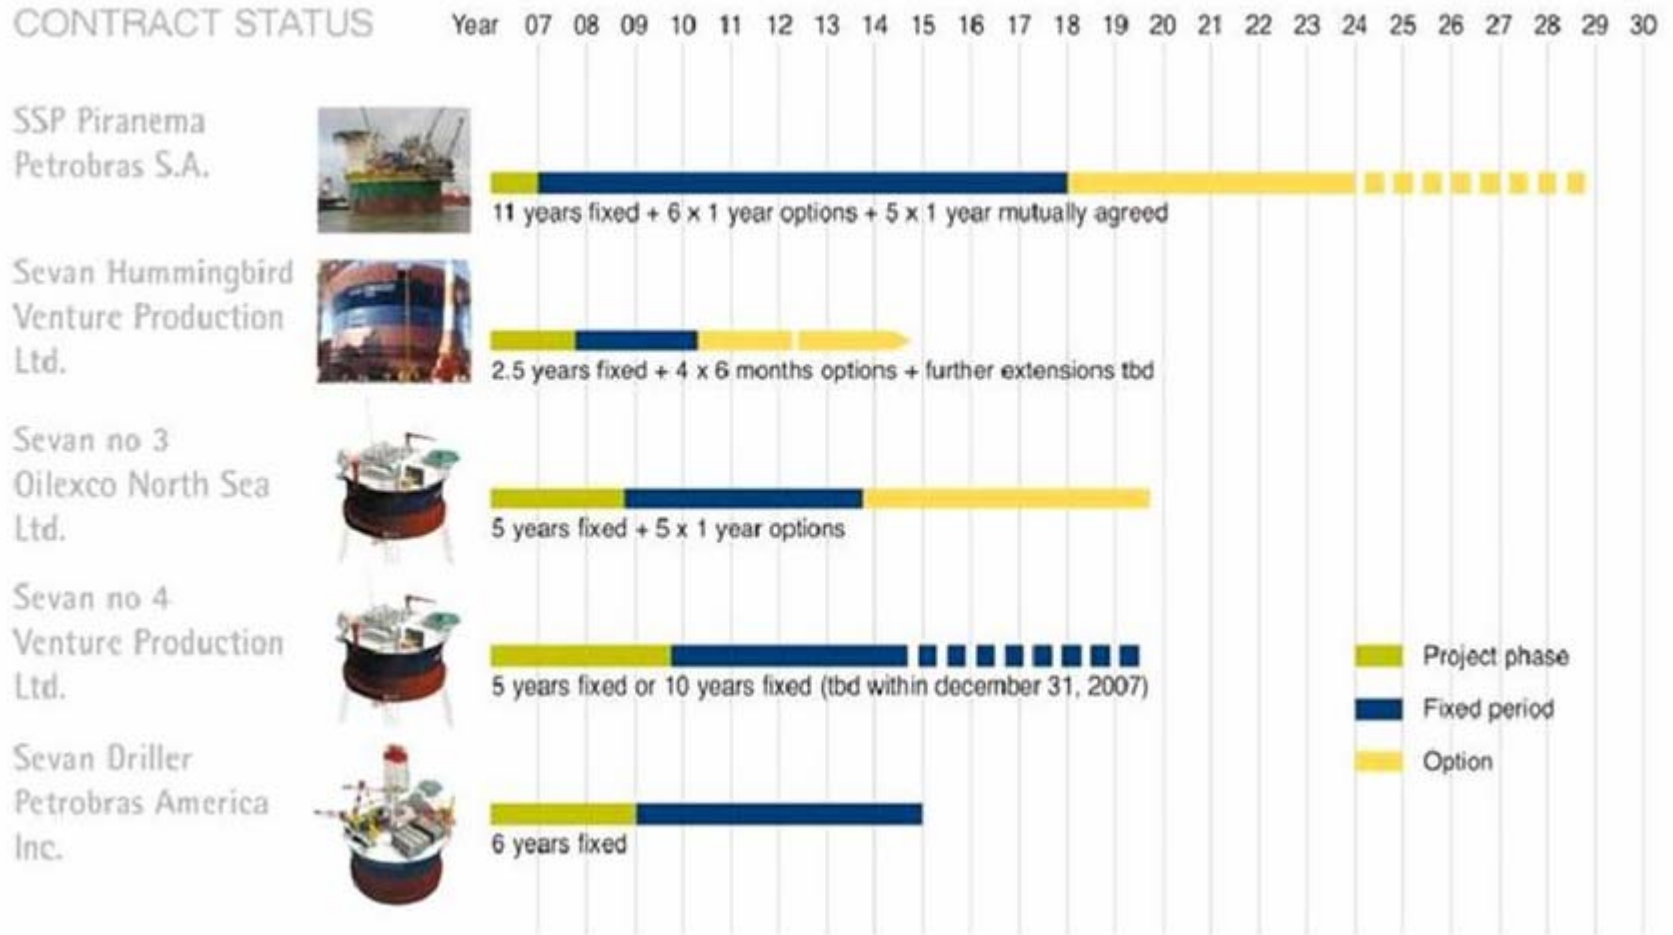 CONTRACT STATUS
Year 07 08 09 10 11 12 13 14 15 16 17 18 19 20 21 22 23 24 25 26 27 28 29 30
SSP Piranema
Petrobras S.A.
11 years fixed + 6 x 1 year options + 5 x 1 year mutually agreed
Sevan Hummingbird
Venture Production
Ltd.
2.5 years fixed + 4 x 6 months options + further extensions tbd
Sevan no 3
Oilexco North Sea
Ltd.
5 years fixed + 5 x 1 year options
Sevan no 4
Venture Production
Ltd.
5 years fixed or 10 years fixed (tbd within december 31, 2007)
Sevan Driller
Petrobras America
Inc.
6 years fixed
Project phase
Fixed period
Option